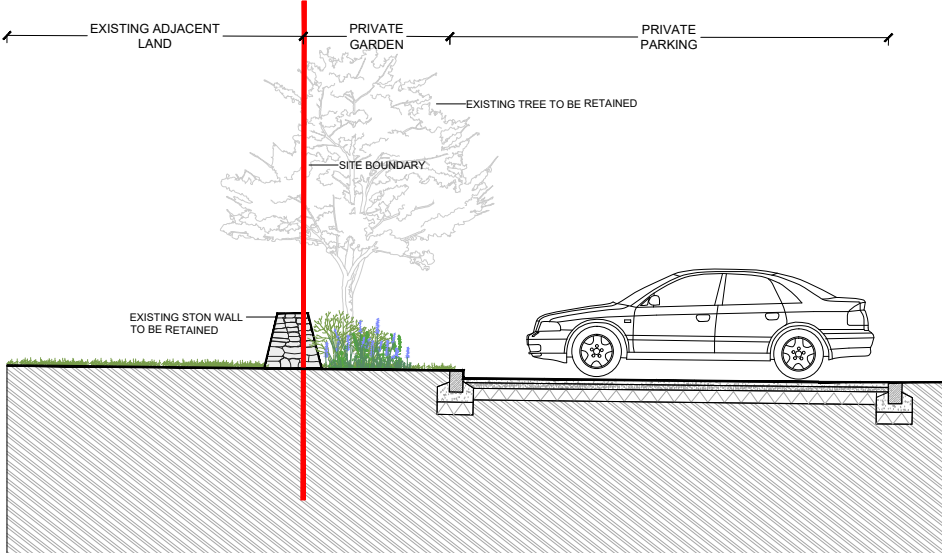 EXISTING ADJACENT
LAND
PRIVATE
GARDEN
PRIVATE
PARKING
EXISTING TREE TO BE RETAINED
SITE BOUNDARY
EXISTING STON WALL
TO BE RETAINED